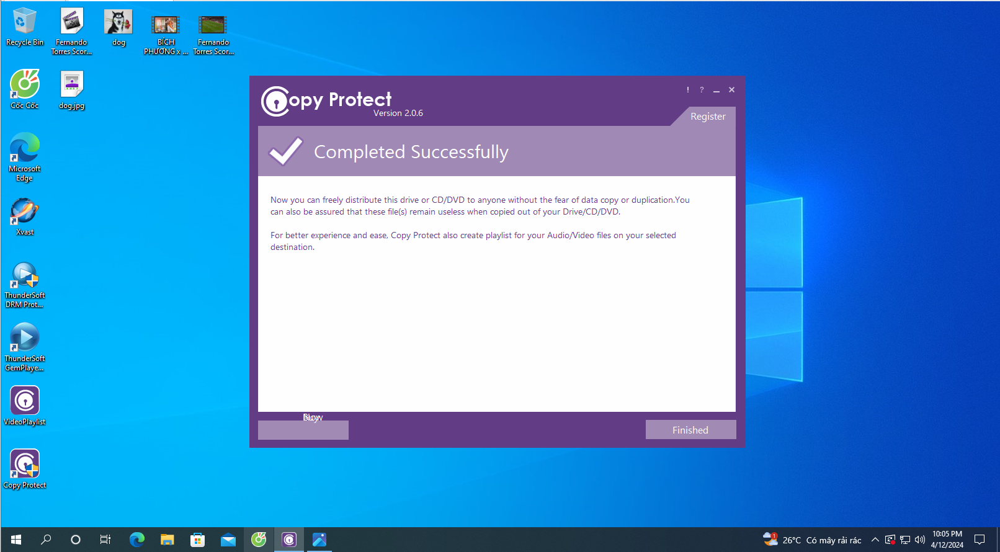 Recycle Bin
Fernando
Torres Scor...
dog
BÍCH
PHƯƠNG x ...
Fernando
Torres Scor...
Cốc Cốc
dog.jpg
Microsoft
Edge
Xvast
ThunderSoft
DRM Prot...
ThunderSoft
GemPlaye...
VideoPlaylist
Copy Protect
Copy Protect
Version 2.0.6
! ?
Register
Completed Successfully
Now you can freely distribute this drive or CD/DVD to anyone without the fear of data copy or duplication.You
can also be assured that these file(s) remain useless when copied out of your Drive/CD/DVD.
For better experience and ease, Copy Protect also create playlist for your Audio/Video files on your selected
destination.
Finished
1
26°C Có mây rải rác
10:05 PM
4/12/2024